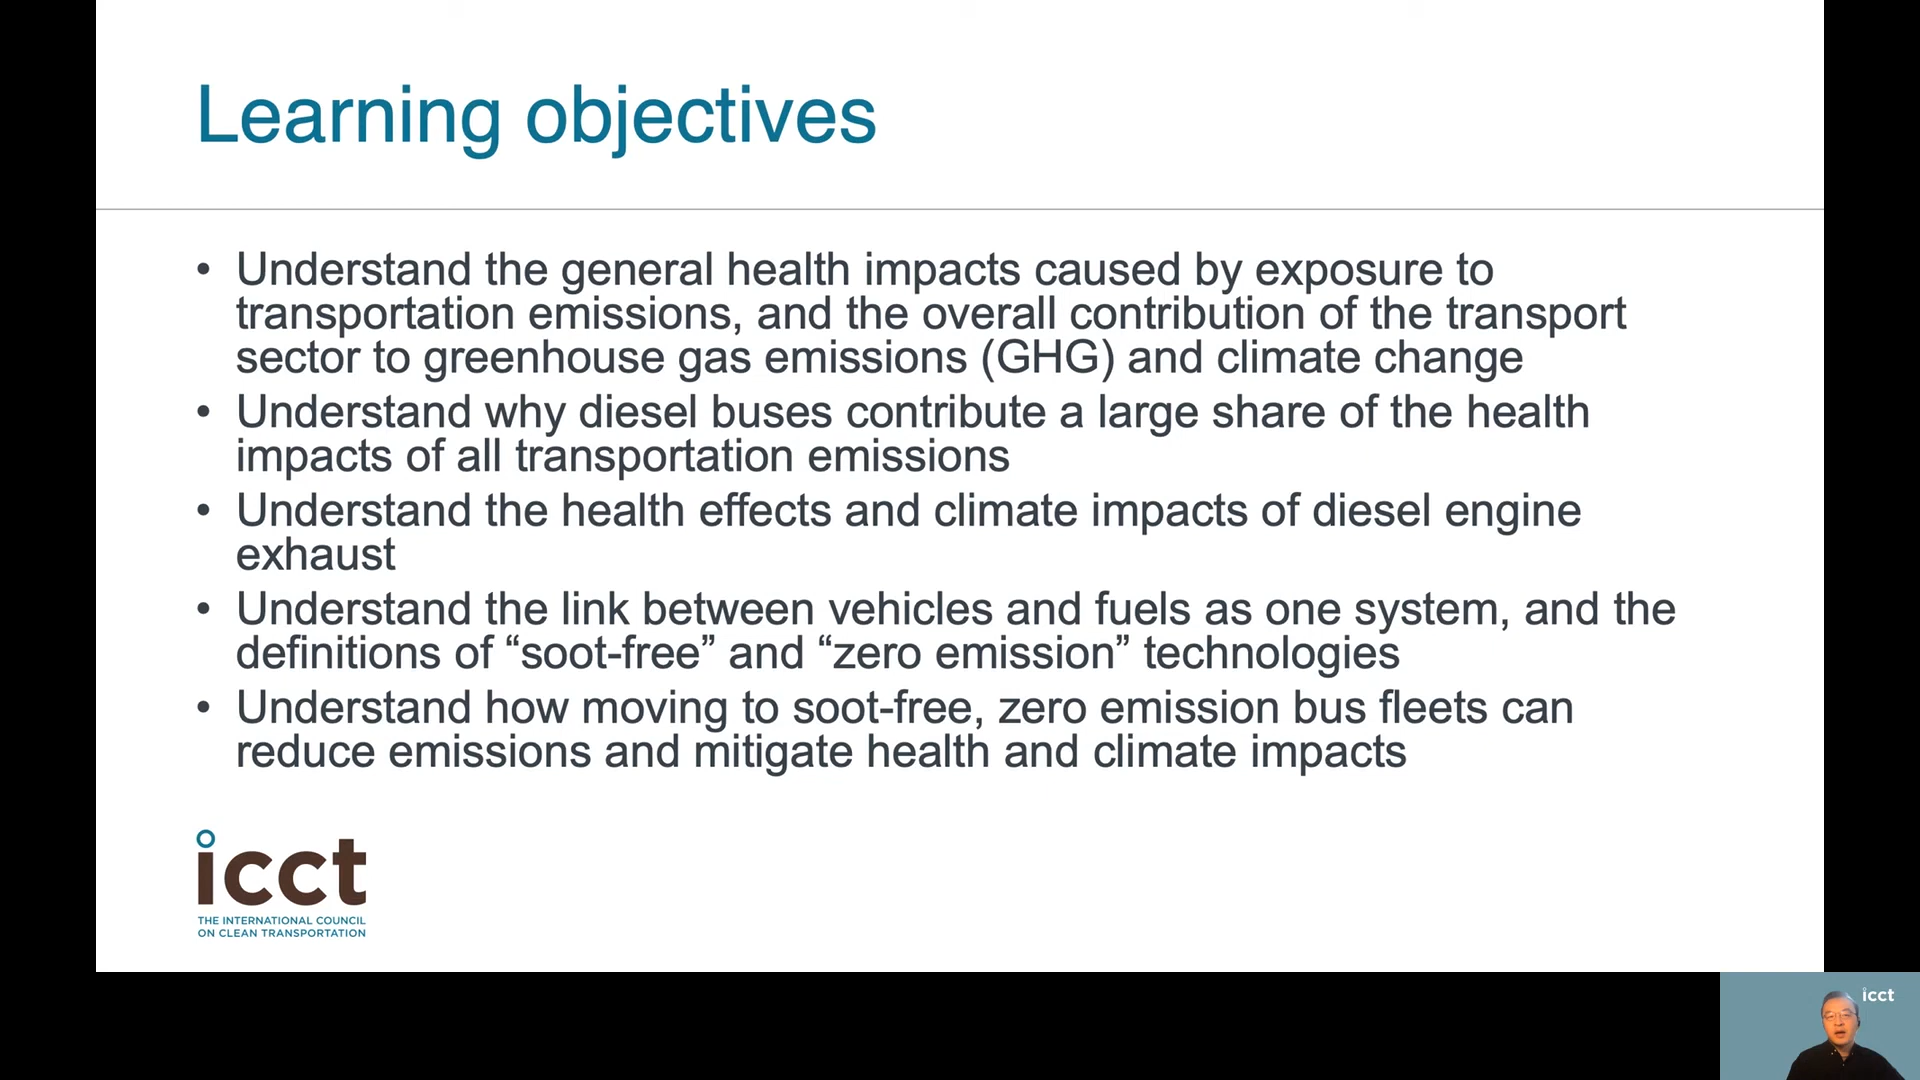 Learning objectives
• Understand the general health impacts caused by exposure to
transportation emissions, and the overall contribution of the transport
sector to greenhouse gas emissions (GHG) and climate change
• Understand why diesel buses contribute a large share of the health
impacts of all transportation emissions
• Understand the health effects and climate impacts of diesel engine
exhaust
• Understand the link between vehicles and fuels as one system, and the
definitions of “soot-free” and “zero emission” technologies
• Understand how moving to soot-free, zero emission bus fleets can
reduce emissions and mitigate health and climate impacts
icct
THE INTERNATIONAL COUNCIL
ON CLEAN TRANSPORTATION
icct